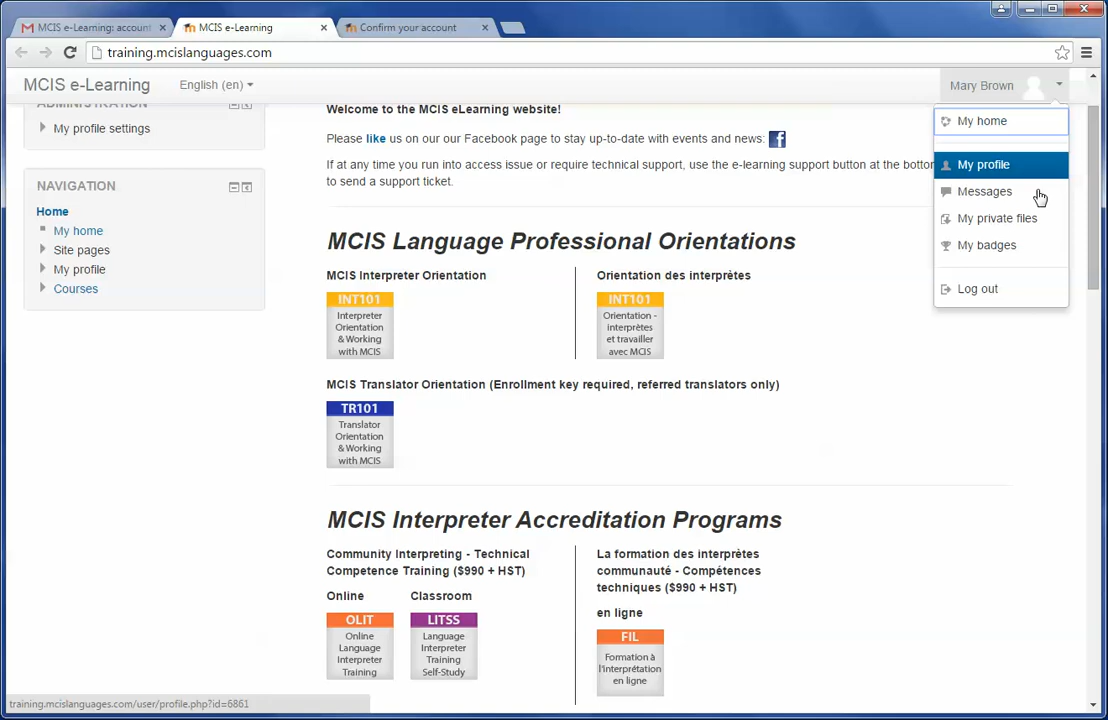 MCIS e-Learning: account
MCIS e-Learning
Confirm your account
training.mcislanguages.com
MCIS e-Learning
English (en)
Mary Brown
My home
My profile
Messages
My private files
My badges
Log out
ADMINISTRATION
My profile settings
NAVIGATION
Home
My home
Site pages
My profile
Courses
Welcome to the MCIS eLearning website!
Please like us on our our Facebook page to stay up-to-date with events and news:
If at any time you run into access issue or require technical support, use the e-learning support button at the bottom
to send a support ticket.
MCIS Language Professional Orientations
MCIS Interpreter Orientation
INT101
Interpreter
Orientation
& Working
with MCIS
Orientation des interprètes
INT101
Orientation -
interprètes
et travailler
avec MCIS
MCIS Translator Orientation (Enrollment key required, referred translators only)
TR101
Translator
Orientation
& Working
with MCIS
MCIS Interpreter Accreditation Programs
Community Interpreting - Technical
Competence Training ($990 + HST)
Online
OLIT
Online
Language
Interpreter
Training
Classroom
LITSS
Language
Interpreter
Training
Self-Study
La formation des interprètes
communauté - Compétences
techniques ($990 + HST)
en ligne
FIL
Formation à
l'interprétation
en ligne
training.mcislanguages.com/user/profile.php?id=6861